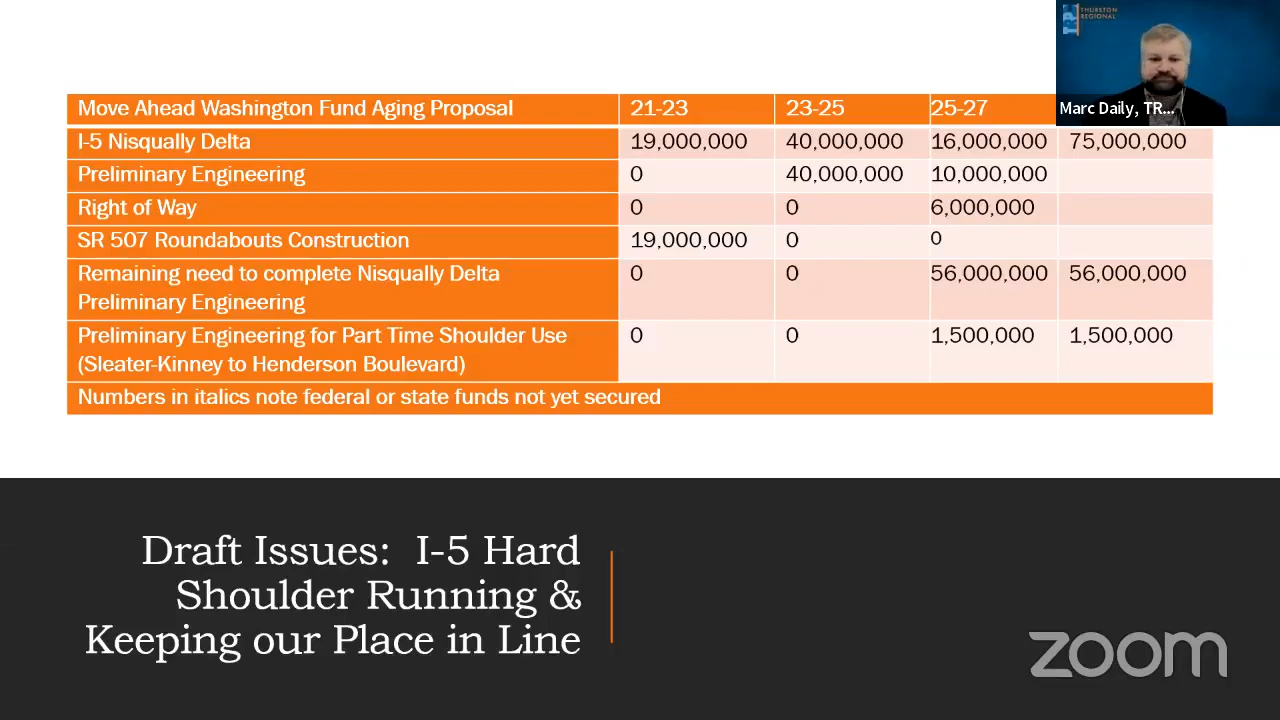 THURSTON
REGIONAL
Marc Daily, TR...
Move Ahead Washington Fund Aging Proposal 21-23 23-25 25-27
I-5 Nisqually Delta 19,000,000 40,000,000 16,000,000 75,000,000
Preliminary Engineering 0 40,000,000 10,000,000
Right of Way 0 0 6,000,000
SR 507 Roundabouts Construction 19,000,000 0 0
Remaining need to complete Nisqually Delta 0 0 56,000,000 56,000,000
Preliminary Engineering
Preliminary Engineering for Part Time Shoulder Use 0 0 1,500,000 1,500,000
(Sleater-Kinney to Henderson Boulevard)
Numbers in italics note federal or state funds not yet secured
Draft Issues: I-5 Hard
Shoulder Running &
Keeping our Place in Line
zoom